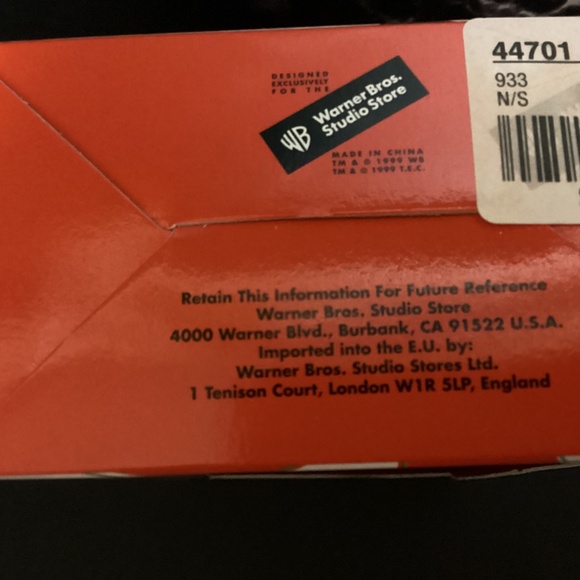 DESIGNED
EXCLUSIVELY
FOR THE
WB Warner Bros.
Studio Store
MADE IN CHINA
TM & © 1999 WB
TM & © 1999 T.E.C.
44701
933
N/S
Retain This Information For Future Reference
Warner Bros. Studio Store
4000 Warner Blvd., Burbank, CA 91522 U.S.A.
Imported into the E.U. by:
Warner Bros. Studio Stores Ltd.
1 Tenison Court, London W1R 5LP, England